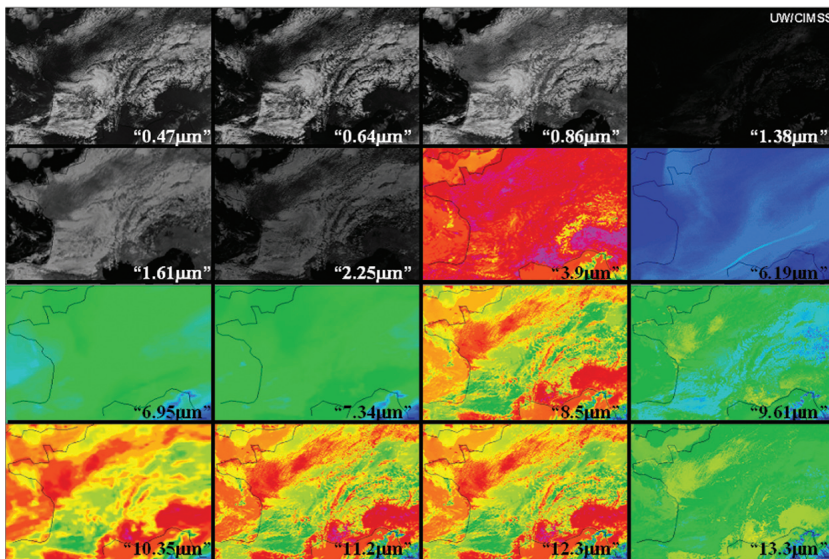 UW/CIMSS
“0.47µm”
“0.64µm”
“0.86µm”
“1.38µm”
“1.61µm”
“2.25µm”
“3.9µm”
“6.19µm”
“6.95µm”
“7.34µm”
“8.5µm”
“9.61µm”
“10.35µm”
“11.2µm”
“12.3µm”
“13.3µm”